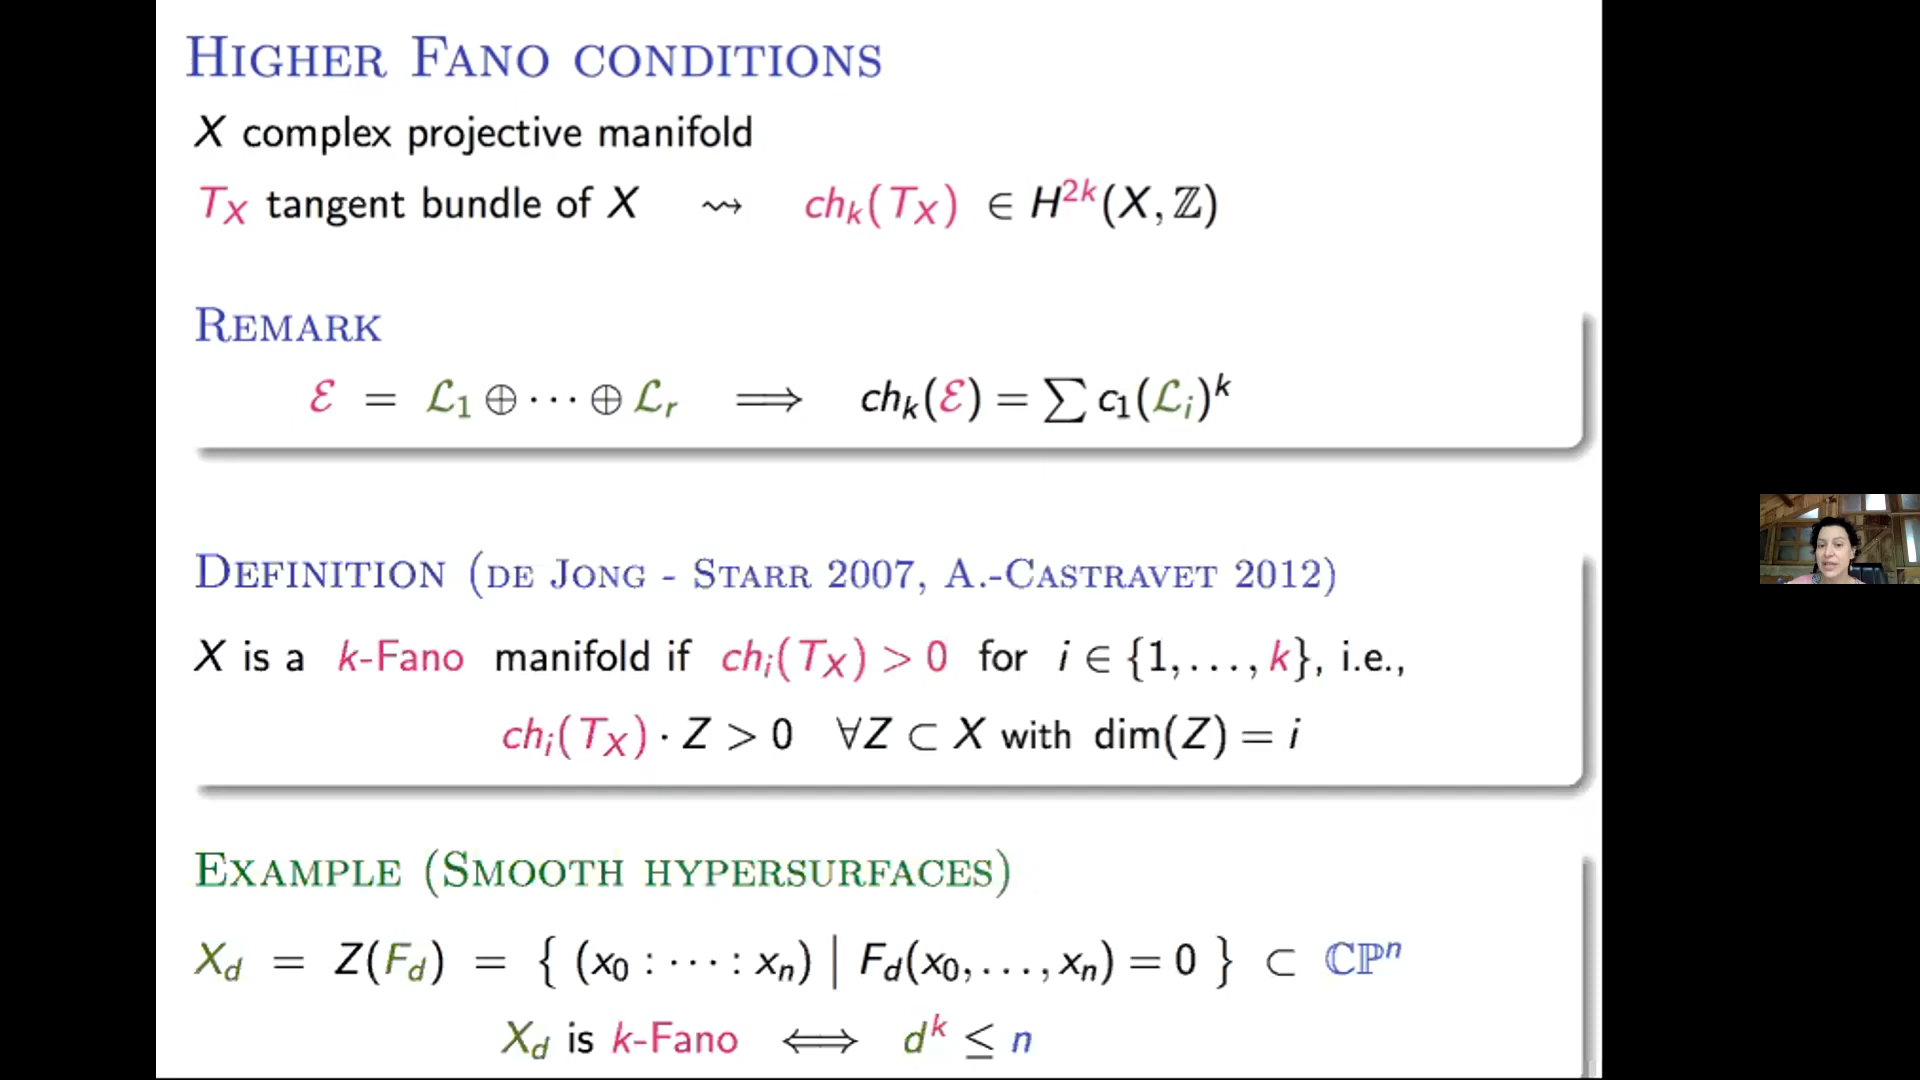 HIGHER FANO CONDITIONS
X complex projective manifold
T_X tangent bundle of X ⇝ ch_k(T_X) ∈ H^{2k}(X, ℤ)
REMARK
ℰ = ℒ_1 ⊕ ··· ⊕ ℒ_r ⟹ ch_k(ℰ) = ∑ c_1(ℒ_i)^k
DEFINITION (DE JONG - STARR 2007, A.-CASTRAVET 2012)
X is a k-Fano manifold if ch_i(T_X) > 0 for i ∈ {1, . . . , k}, i.e.,
ch_i(T_X) · Z > 0 ∀Z ⊂ X with dim(Z) = i
EXAMPLE (SMOOTH HYPERSURFACES)
X_d = Z(F_d) = { (x_0 : ··· : x_n) | F_d(x_0, . . . , x_n) = 0 } ⊂ ℂℙ^n
X_d is k-Fano ⟺ d^k ≤ n